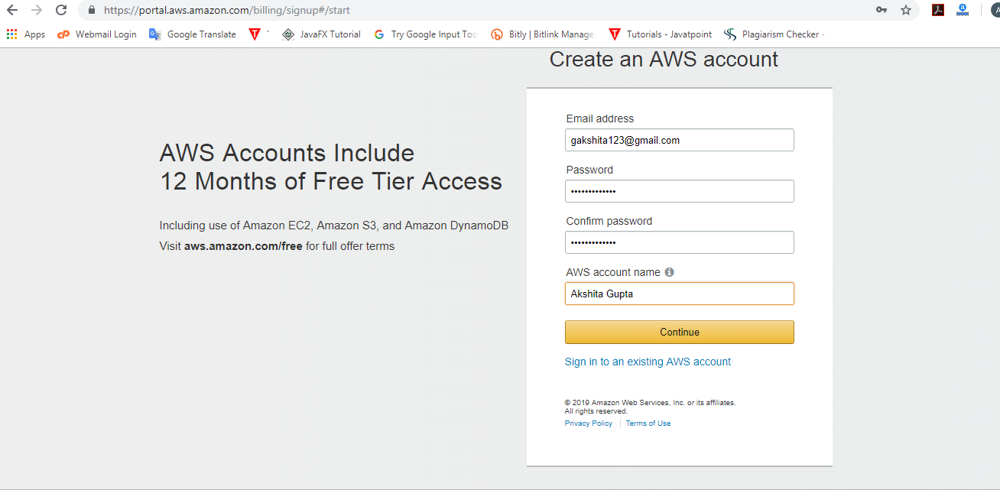 https://portal.aws.amazon.com/billing/signup#/start
Apps Webmail Login Google Translate ` JavaFX Tutorial Try Google Input Too Bitly | Bitlink Manage Tutorials - Javatpoint Plagiarism Checker -
Create an AWS account
AWS Accounts Include
12 Months of Free Tier Access
Including use of Amazon EC2, Amazon S3, and Amazon DynamoDB
Visit aws.amazon.com/free for full offer terms
Email address
gakshita123@gmail.com
Password
•••••••••••••
Confirm password
•••••••••••••
AWS account name
Akshita Gupta
Continue
Sign in to an existing AWS account
© 2019 Amazon Web Services, Inc. or its affiliates.
All rights reserved.
Privacy Policy | Terms of Use